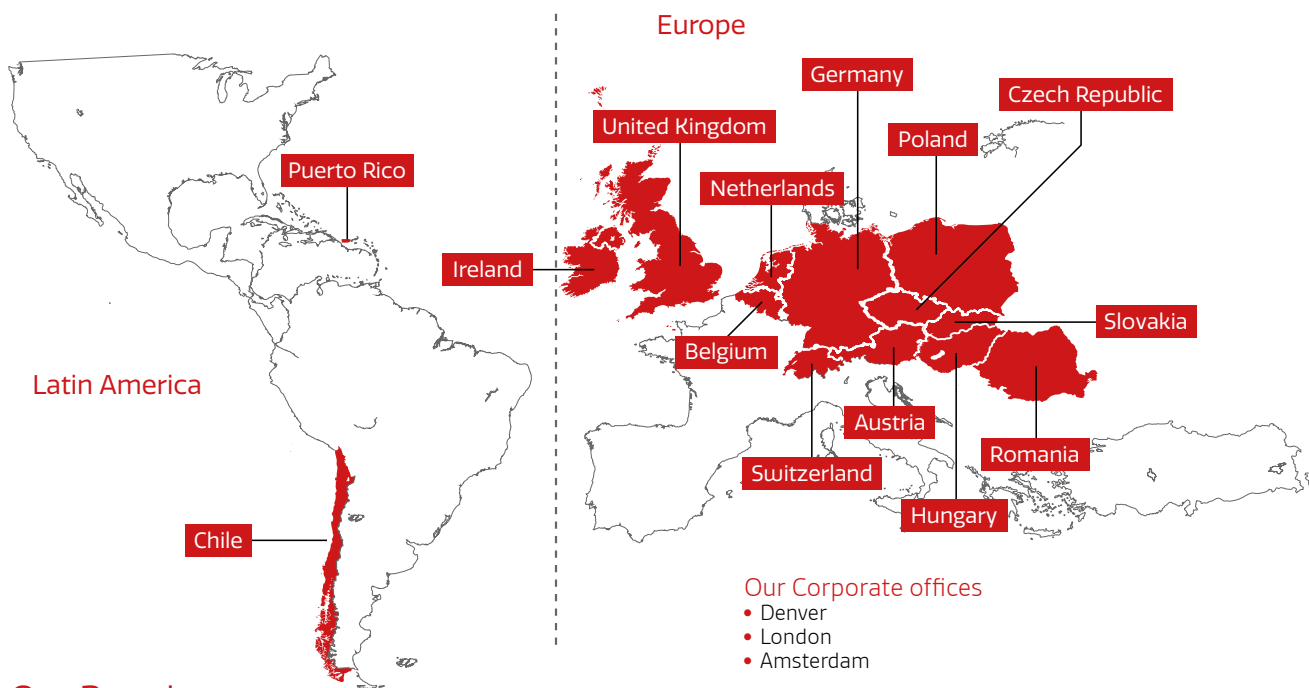 Europe
Germany
Czech Republic
United Kingdom
Poland
Puerto Rico
Netherlands
Ireland
Slovakia
Belgium
Latin America
Austria
Romania
Switzerland
Hungary
Chile
Our Corporate offices
• Denver
• London
• Amsterdam